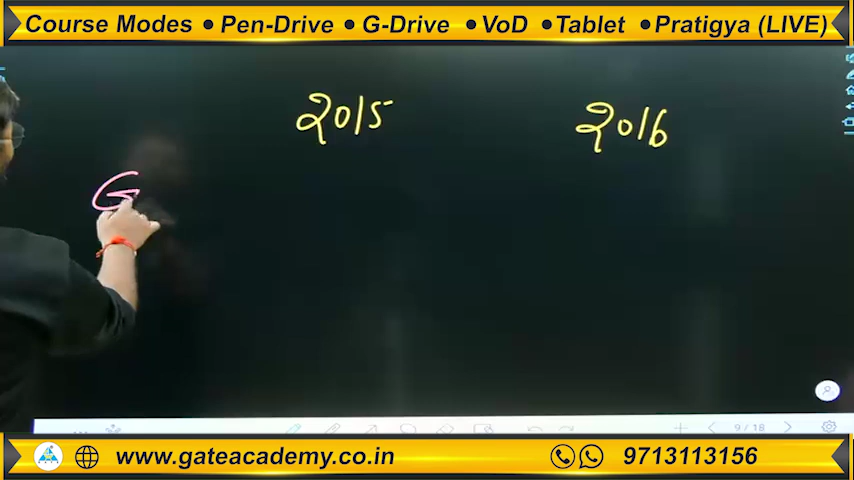 Course Modes • Pen-Drive • G-Drive • VoD • Tablet • Pratigya (LIVE)
2015 2016
G
9 / 18
www.gateacademy.co.in 9713113156